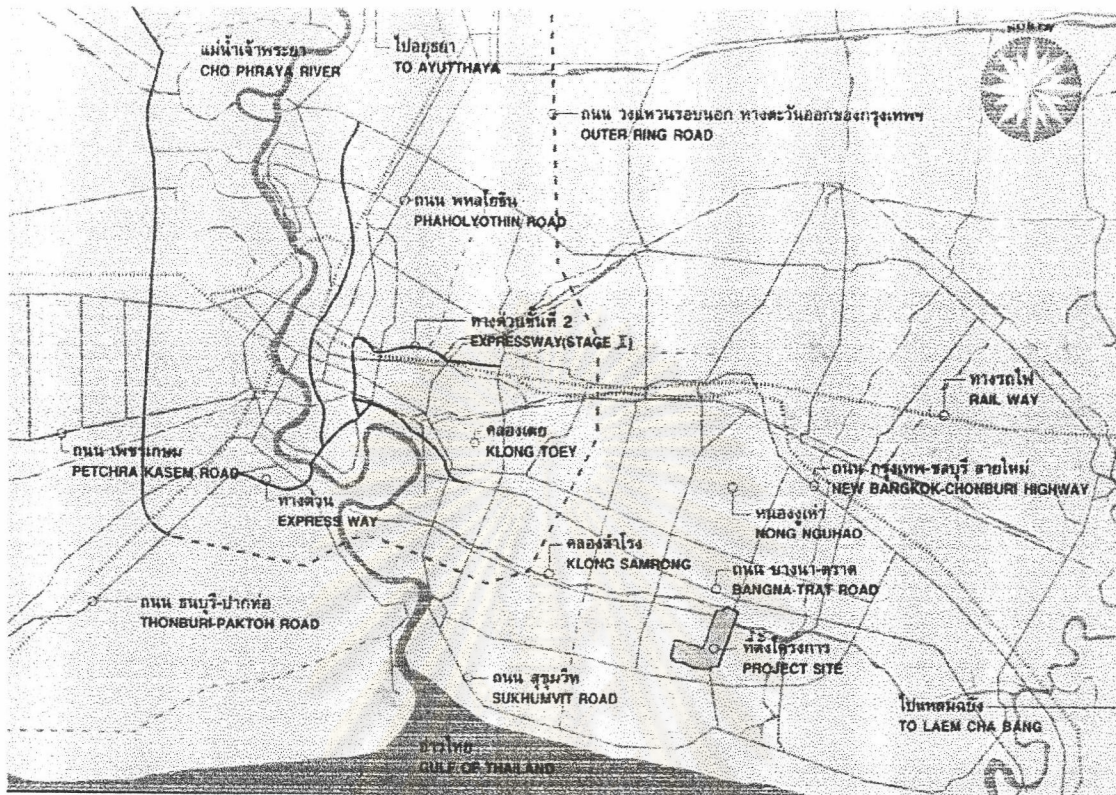 NORTH
แม่น้ำเจ้าพระยา
CHO PHRAYA RIVER
ไปอยุธยา
TO AYUTTHAYA
ถนน วงแหวนรอบนอก ทางตะวันออกของกรุงเทพฯ
OUTER RING ROAD
ถนน พหลโยธิน
PHAHOLYOTHIN ROAD
ทางด่วนขั้นที่ 2
EXPRESSWAY(STAGE II)
ทางรถไฟ
RAIL WAY
คลองเตย
KLONG TOEY
ถนน เพชรเกษม
PETCHRA KASEM ROAD
ถนน กรุงเทพ-ชลบุรี สายใหม่
NEW BANGKOK-CHONBURI HIGHWAY
ทางด่วน
EXPRESS WAY
หนองงูเห่า
NONG NGUHAO
คลองสำโรง
KLONG SAMRONG
ถนน บางนา-ตราด
BANGNA-TRAT ROAD
ถนน ธนบุรี-ปากท่อ
THONBURI-PAKTOH ROAD
ที่ตั้งโครงการ
PROJECT SITE
ถนน สุขุมวิท
SUKHUMVIT ROAD
ไปแหลมฉบัง
TO LAEM CHA BANG
อ่าวไทย
GULF OF THAILAND